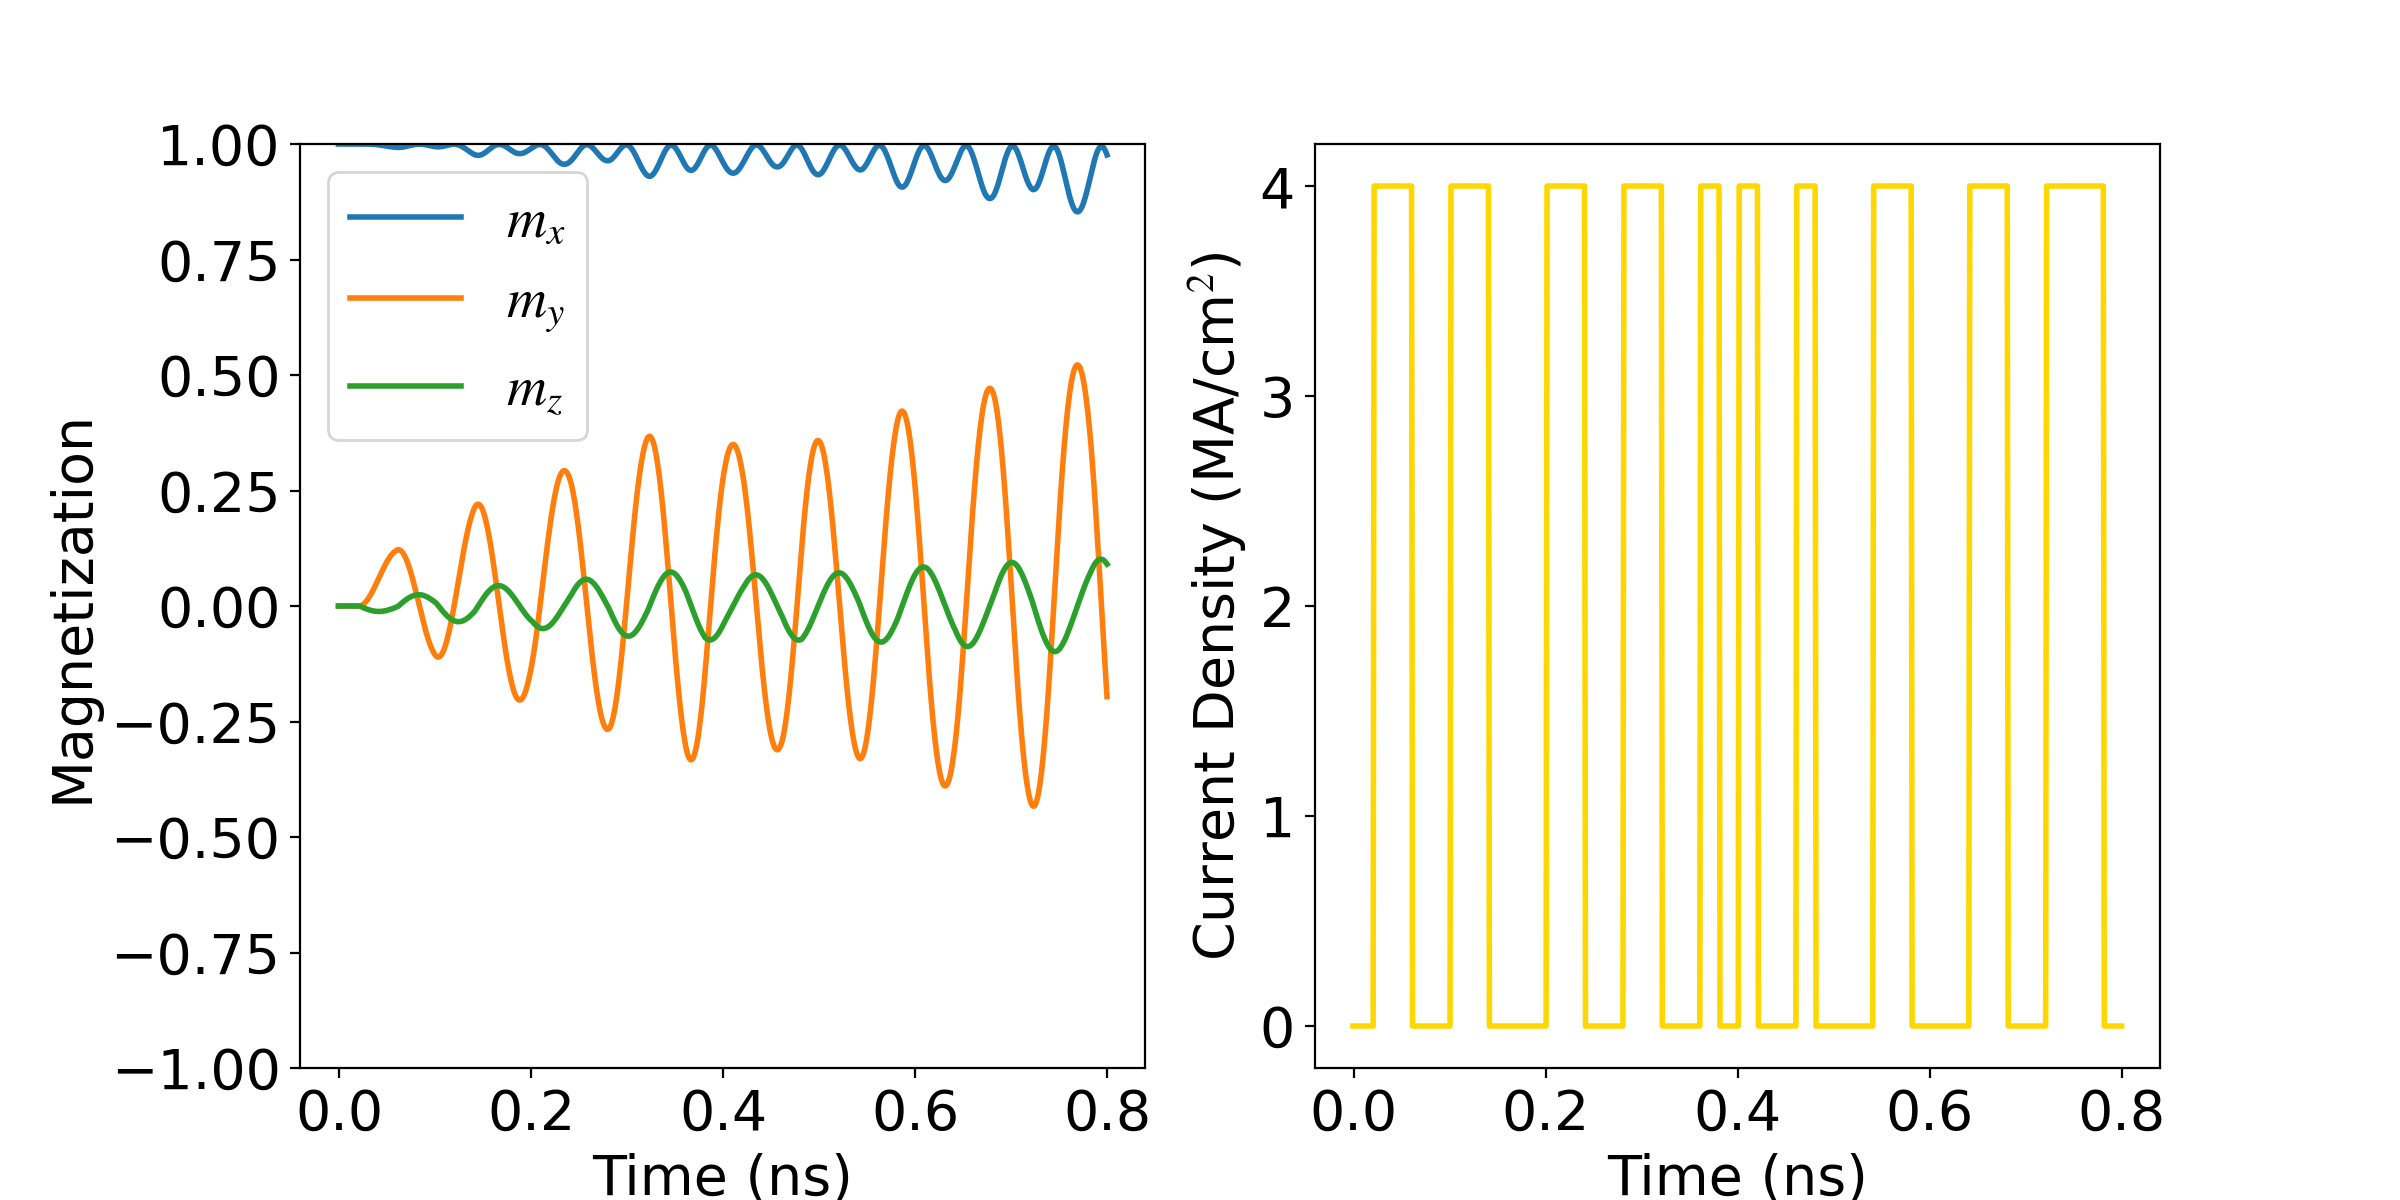 1.00
0.75
0.50
0.25
0.00
−0.25
−0.50
−0.75
−1.00
Magnetization
m_x
m_y
m_z
0.0 0.2 0.4 0.6 0.8
Time (ns)
4
3
2
1
0
Current Density (MA/cm²)
0.0 0.2 0.4 0.6 0.8
Time (ns)